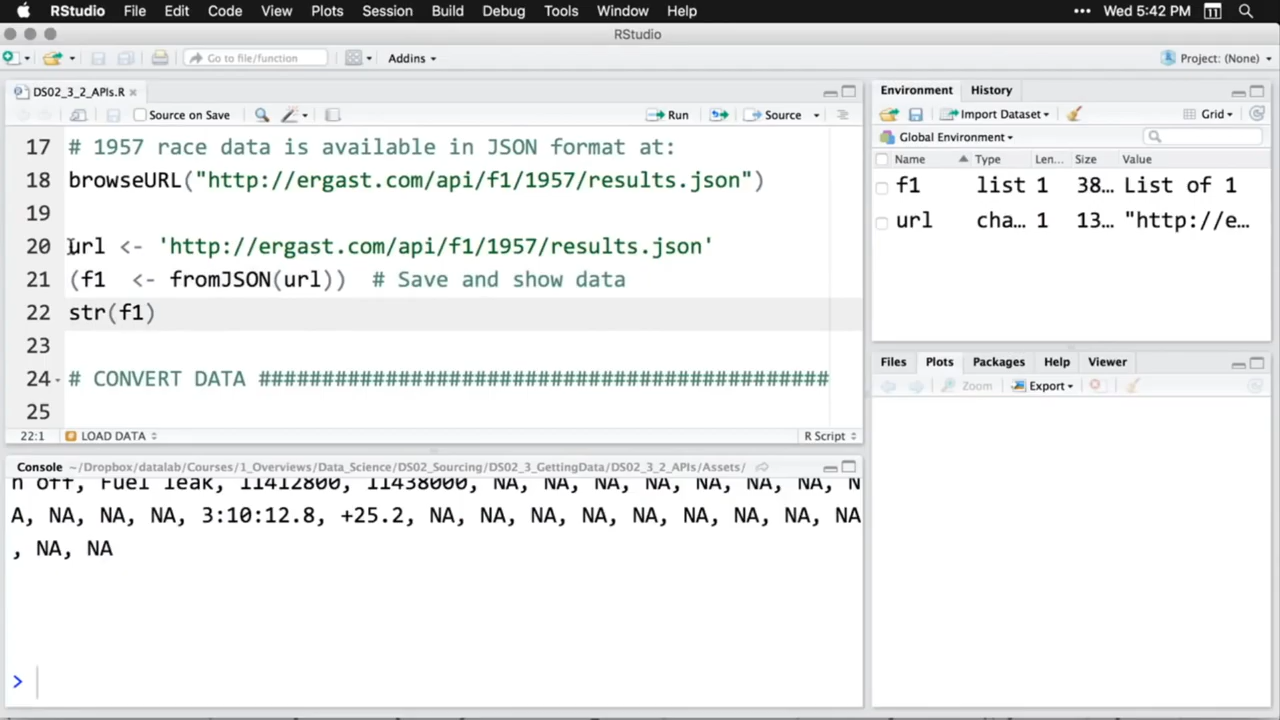 RStudio File Edit Code View Plots Session Build Debug Tools Window Help ••• Wed 5:42 PM 11
RStudio
Go to file/function Addins Project: (None)
DS02_3_2_APIs.R
Source on Save Run Source
17 # 1957 race data is available in JSON format at:
18 browseURL("http://ergast.com/api/f1/1957/results.json")
19
20 url <- 'http://ergast.com/api/f1/1957/results.json'
21 (f1 <- fromJSON(url)) # Save and show data
22 str(f1)
23
24 # CONVERT DATA ############################################
25
22:1 # LOAD DATA R Script
Console ~/Dropbox/datalab/Courses/1_Overviews/Data_Science/DS02_Sourcing/DS02_3_GettingData/DS02_3_2_APIs/Assets/
n off, Fuel leak, 11412800, 11438000, NA, NA, NA, NA, NA, NA, NA, N
A, NA, NA, NA, 3:10:12.8, +25.2, NA, NA, NA, NA, NA, NA, NA, NA, NA
, NA, NA
>
Environment History
Import Dataset Grid
Global Environment
Name Type Len... Size Value
f1 list 1 38... List of 1
url cha... 1 13... "http://e...
Files Plots Packages Help Viewer
Zoom Export